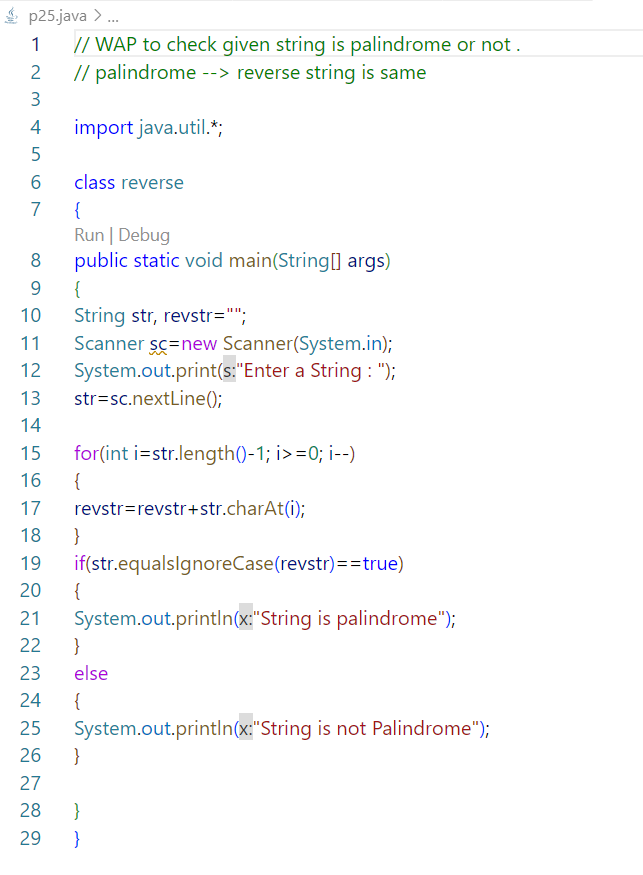 p25.java > ...
1 // WAP to check given string is palindrome or not .
2 // palindrome --> reverse string is same
3
4 import java.util.*;
5
6 class reverse
7 {
Run | Debug
8 public static void main(String[] args)
9 {
10 String str, revstr="";
11 Scanner sc=new Scanner(System.in);
12 System.out.print(s:"Enter a String : ");
13 str=sc.nextLine();
14
15 for(int i=str.length()-1; i>=0; i--)
16 {
17 revstr=revstr+str.charAt(i);
18 }
19 if(str.equalsIgnoreCase(revstr)==true)
20 {
21 System.out.println(x:"String is palindrome");
22 }
23 else
24 {
25 System.out.println(x:"String is not Palindrome");
26 }
27
28 }
29 }